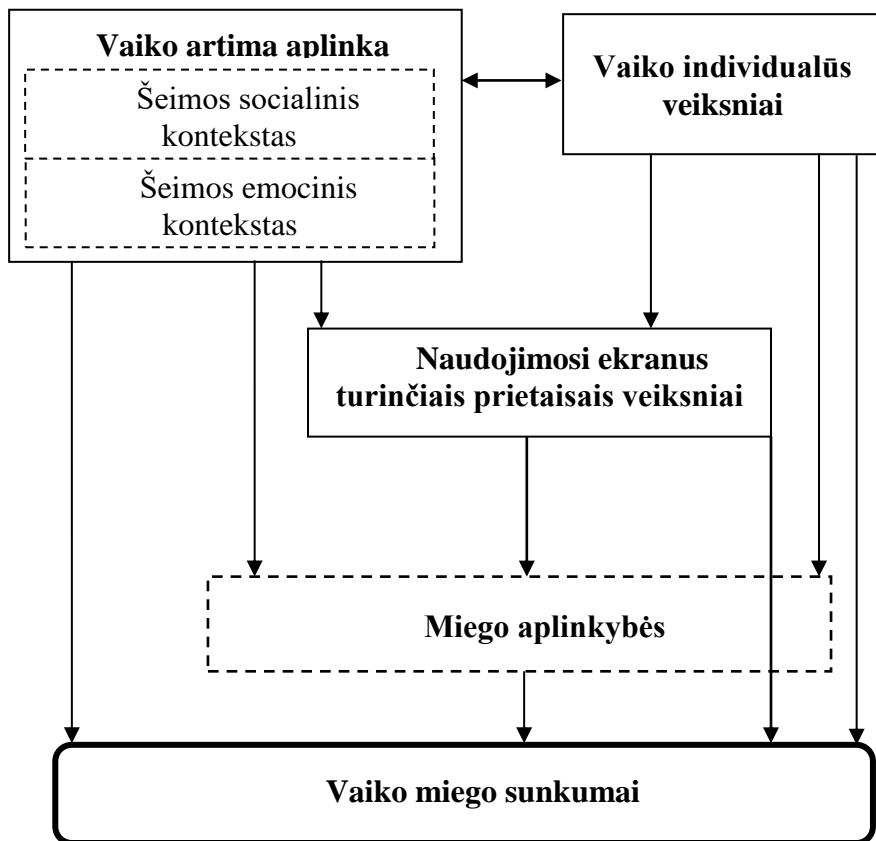 Vaiko artima aplinka
Šeimos socialinis
kontekstas
Šeimos emocinis
kontekstas
Vaiko individualūs
veiksniai
Naudojimosi ekranus
turinčiais prietaisais veiksniai
Miego aplinkybės
Vaiko miego sunkumai